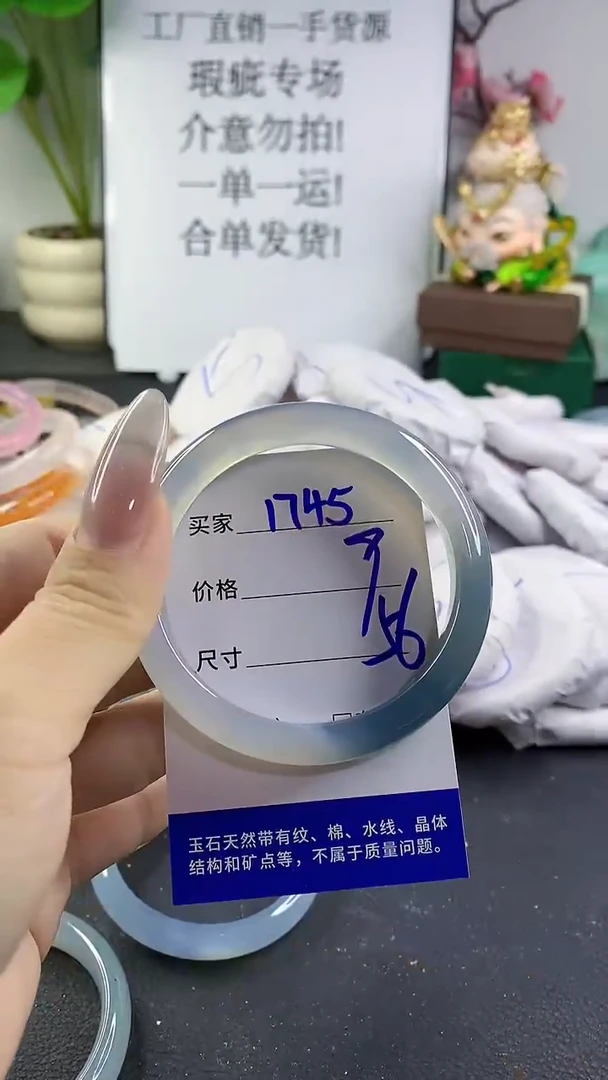 工厂直销一手货源
瑕疵专场
介意勿拍!
一单一运!
合单发货!
买家 1745
价格
尺寸 56
玉石天然带有纹、棉、水线、晶体
结构和矿点等，不属于质量问题。